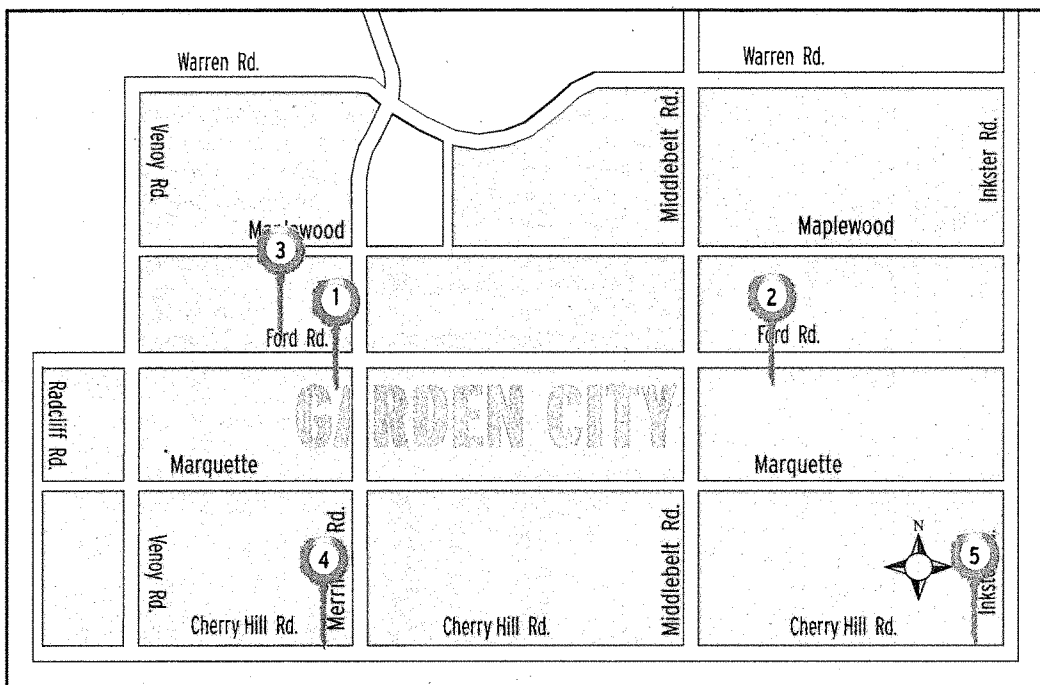 Warren Rd.
Warren Rd.
Venoy Rd.
Middlebelt Rd.
Inkster Rd.
Maplewood
Maplewood
3
1
2
Ford Rd.
Ford Rd.
Radcliff Rd.
GARDEN CITY
Marquette
Marquette
Venoy Rd.
Rd.
Middlebelt Rd.
N
4
5
Cherry Hill Rd.
Cherry Hill Rd.
Cherry Hill Rd.